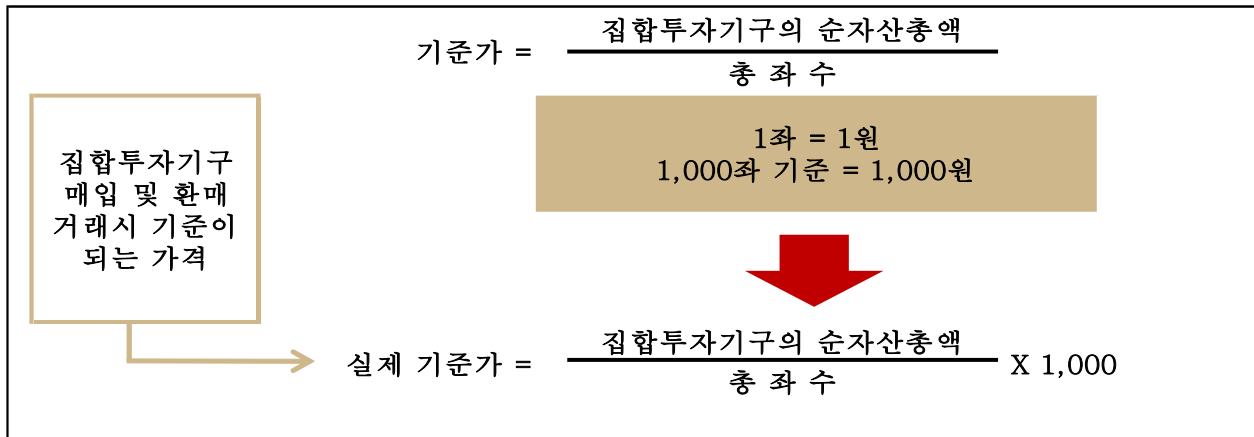 기준가 = 집합투자기구의 순자산총액
총 좌 수
1좌 = 1원
1,000좌 기준 = 1,000원
집합투자기구
매입 및 환매
거래시 기준이
되는 가격
실제 기준가 = 집합투자기구의 순자산총액
총 좌 수
X 1,000